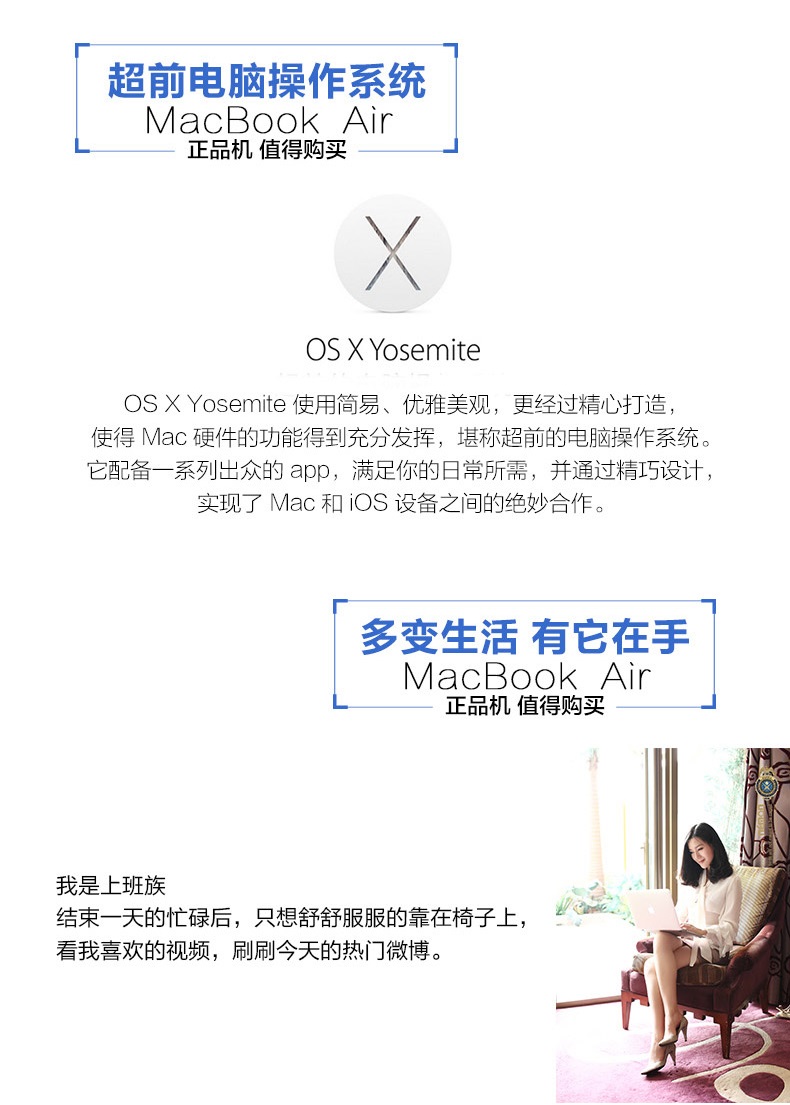 超前电脑操作系统
MacBook Air
正品机 值得购买
X
OS X Yosemite
OS X Yosemite 使用简易、优雅美观，更经过精心打造，
使得 Mac 硬件的功能得到充分发挥，堪称超前的电脑操作系统。
它配备一系列出众的 app，满足你的日常所需，并通过精巧设计，
实现了 Mac 和 iOS 设备之间的绝妙合作。
多变生活 有它在手
MacBook Air
正品机 值得购买
我是上班族
结束一天的忙碌后，只想舒舒服服的靠在椅子上，
看我喜欢的视频，刷刷今天的热门微博。